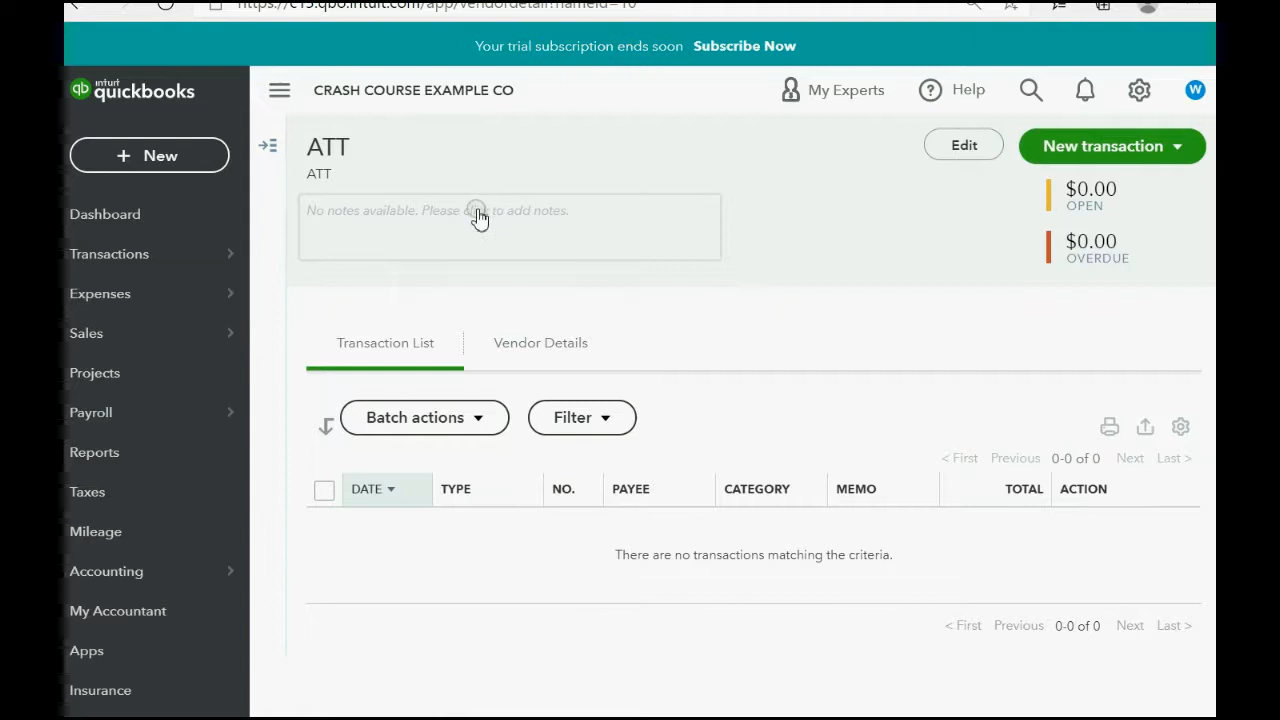 https://c15.qbo.intuit.com/app/vendordetail?nameId=10
Your trial subscription ends soon Subscribe Now
qb intuit quickbooks
CRASH COURSE EXAMPLE CO
My Experts
Help
W
+ New
ATT
ATT
Edit
New transaction
No notes available. Please to add notes.
$0.00
OPEN
$0.00
OVERDUE
Dashboard
Transactions
Expenses
Sales
Projects
Payroll
Reports
Taxes
Mileage
Accounting
My Accountant
Apps
Insurance
Transaction List
Vendor Details
Batch actions
Filter
< First Previous 0-0 of 0 Next Last >
DATE TYPE NO. PAYEE CATEGORY MEMO TOTAL ACTION
There are no transactions matching the criteria.
< First Previous 0-0 of 0 Next Last >